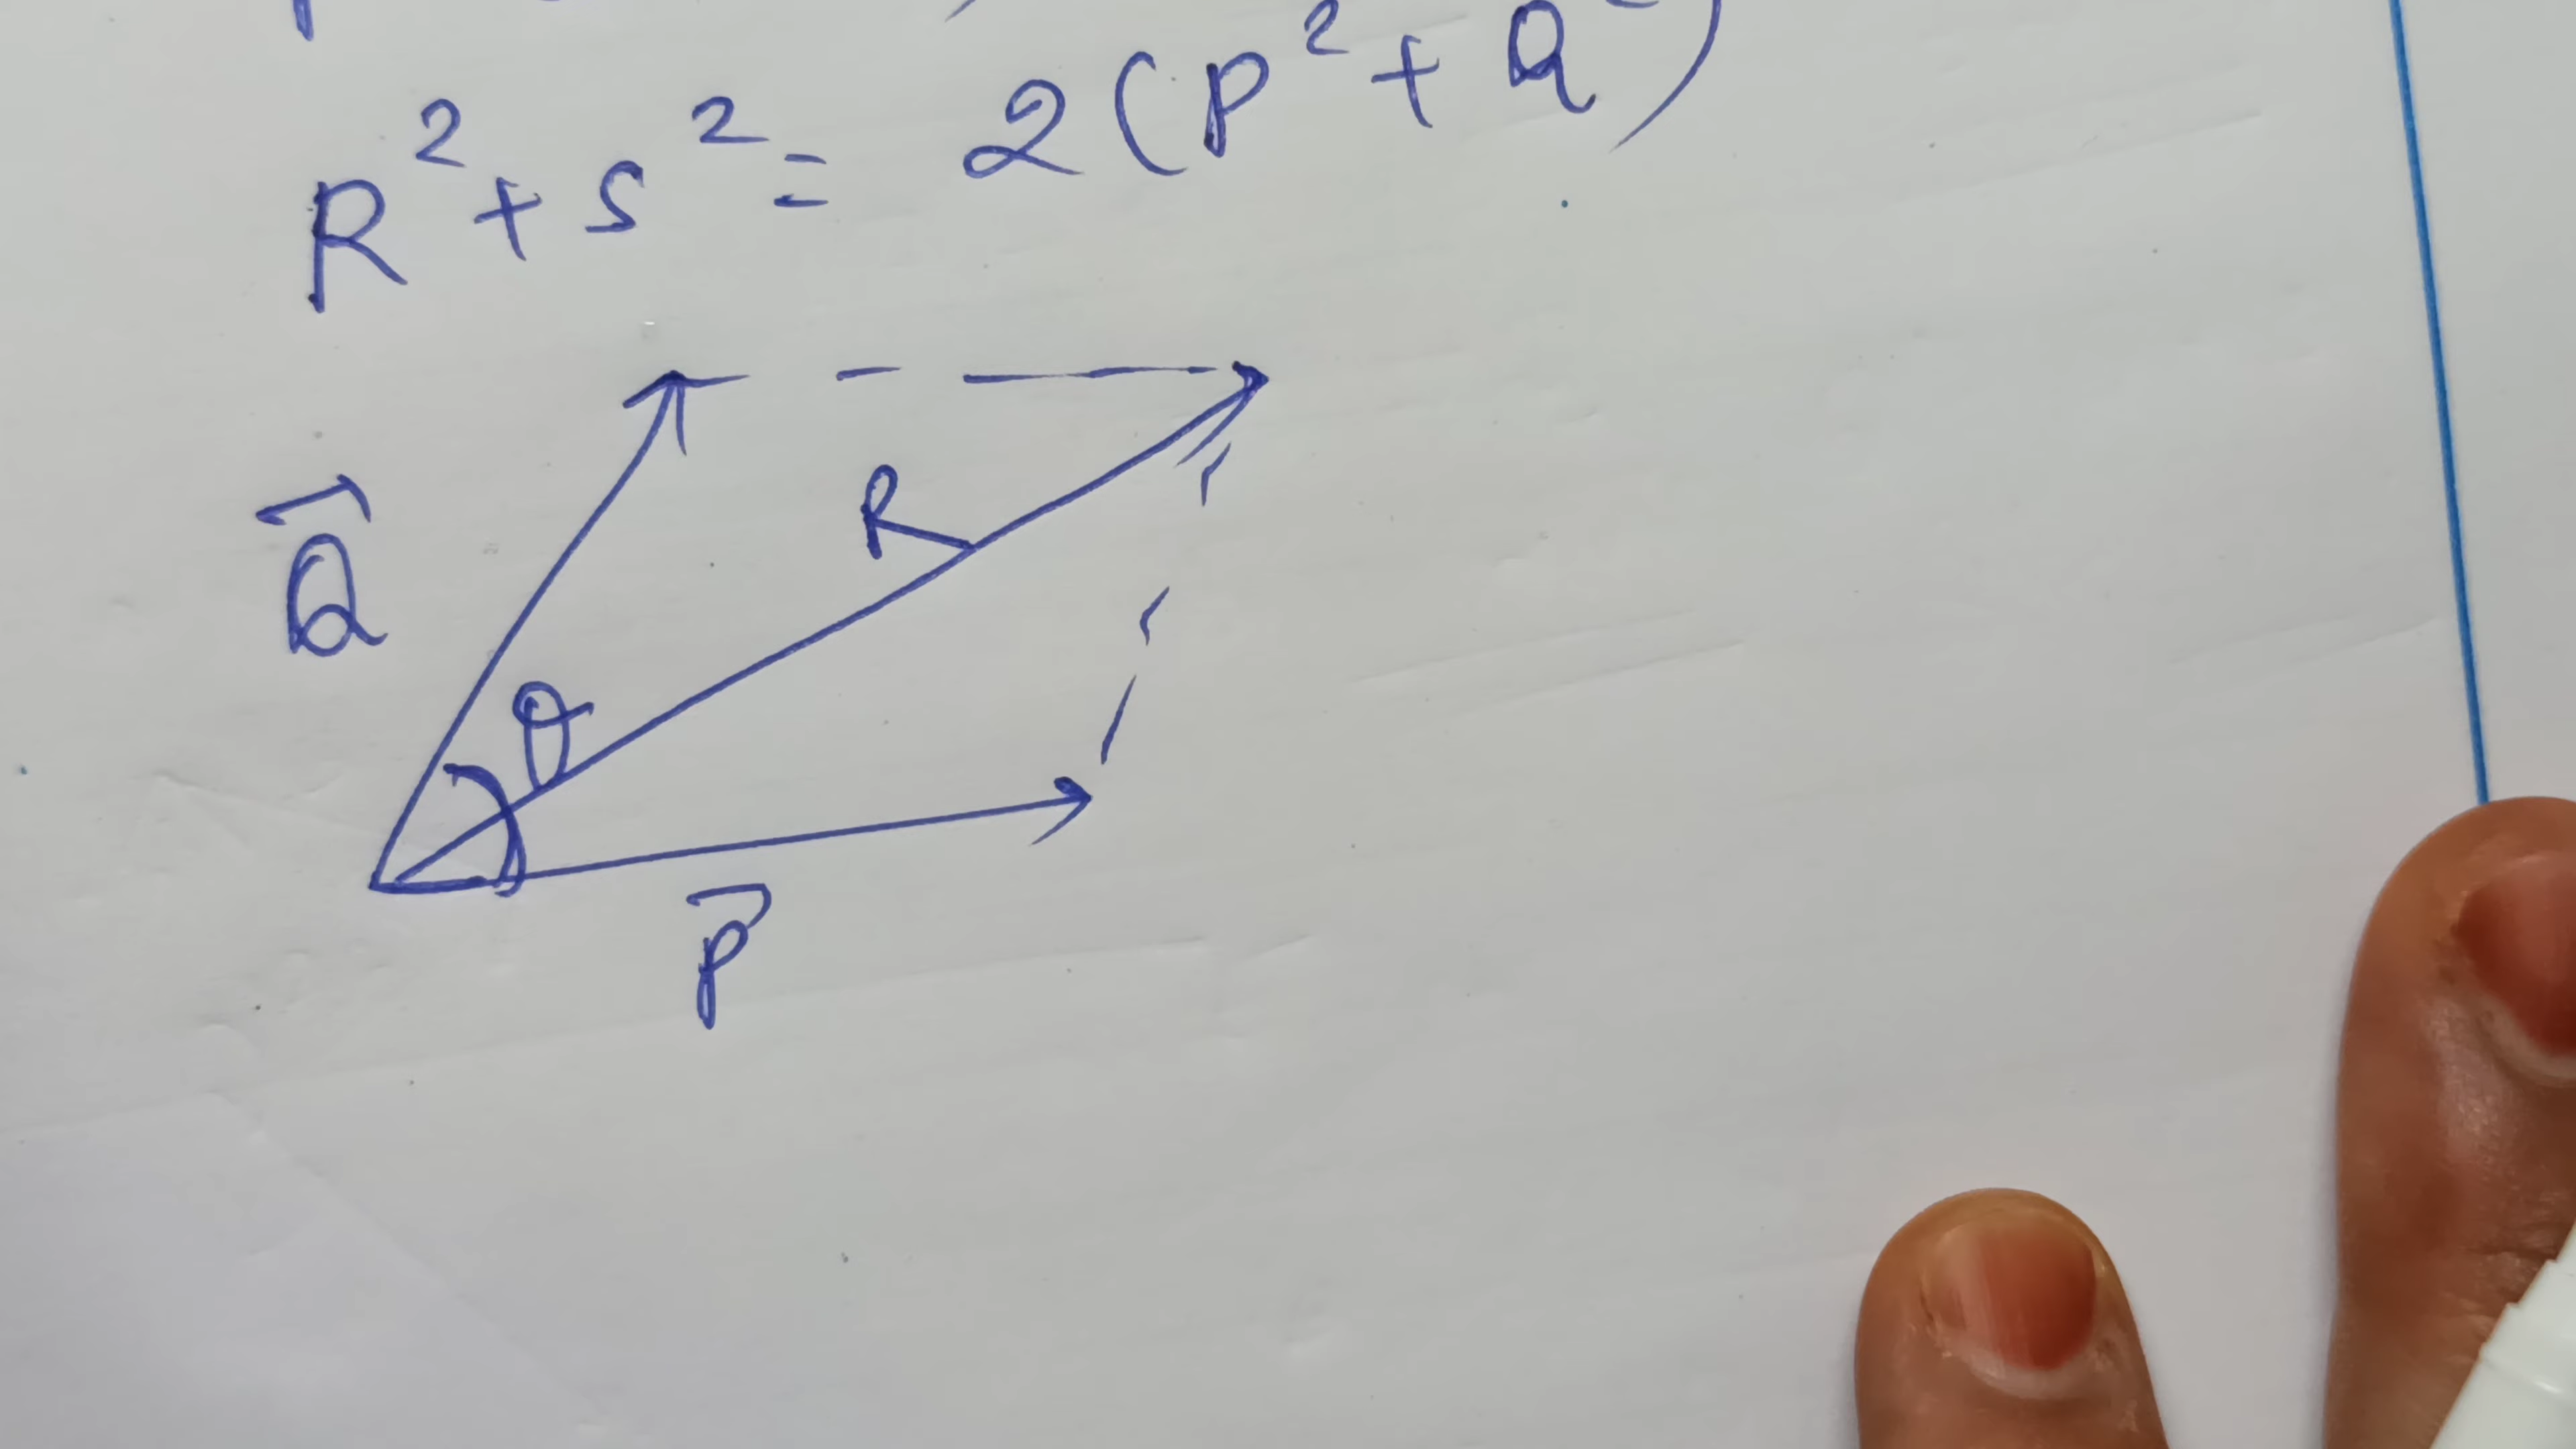 R² + s² = 2(P² + Q²)
R
Q⃗
θ
P⃗